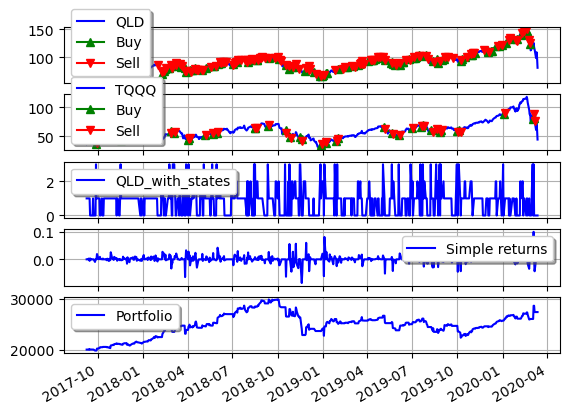 QLD
Buy
Sell
150
100
TQQQ
Buy
Sell
100
50
QLD_with_states
2
0
Simple returns
0.1
0.0
Portfolio
30000
20000
2017-10 2018-01 2018-04 2018-07 2018-10 2019-01 2019-04 2019-07 2019-10 2020-01 2020-04